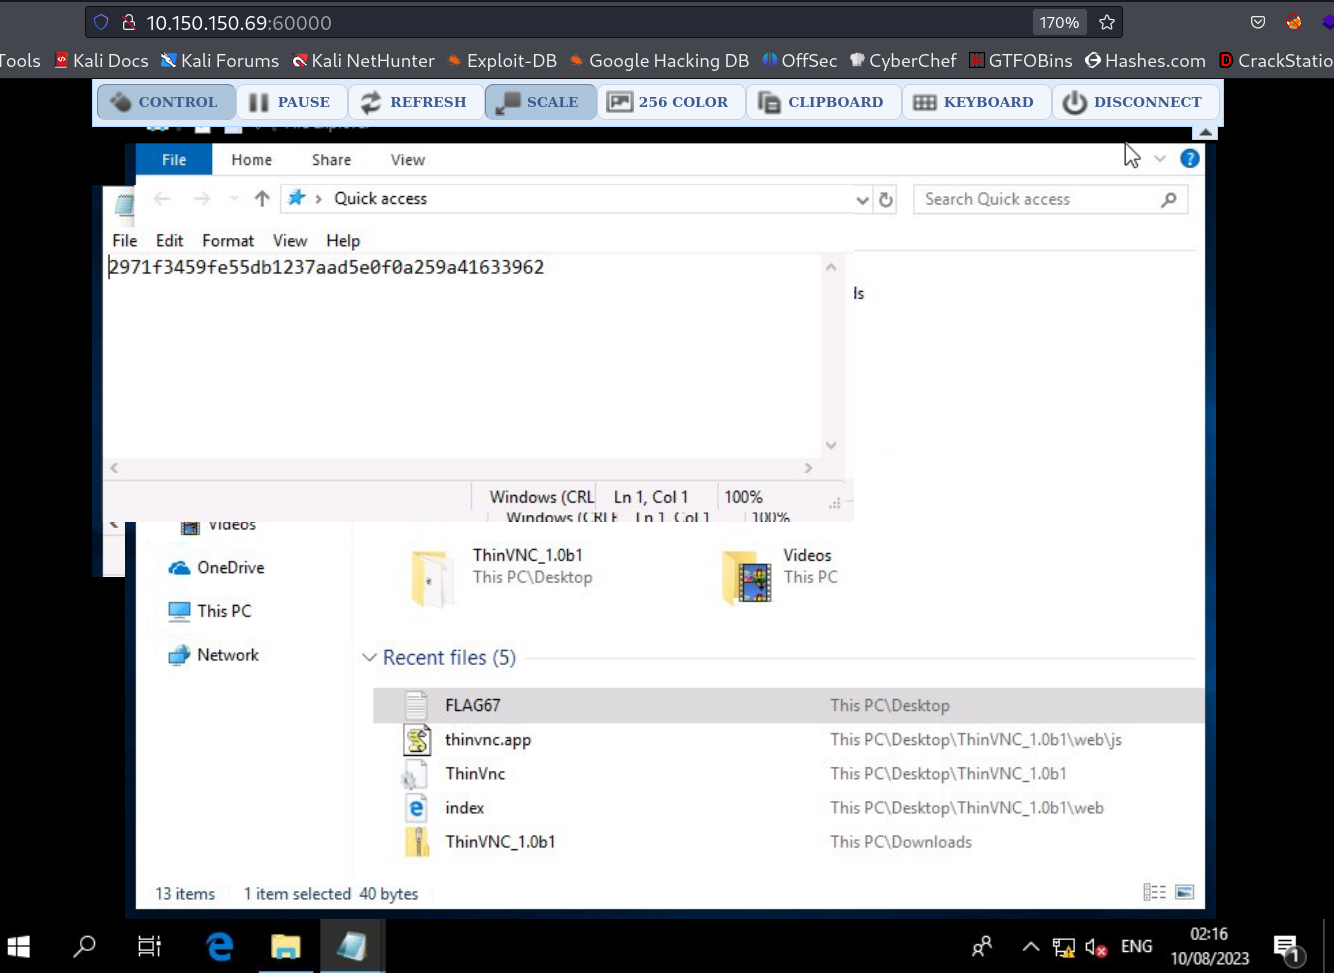 10.150.150.69:60000
170%
Tools Kali Docs Kali Forums Kali NetHunter Exploit-DB Google Hacking DB OffSec CyberChef GTFOBins Hashes.com CrackStatio
CONTROL PAUSE REFRESH SCALE 256 COLOR CLIPBOARD KEYBOARD DISCONNECT
File Explorer
File Home Share View
Quick access
Search Quick access
File Edit Format View Help
2971f3459fe55db1237aad5e0f0a259a41633962
ls
Windows (CRL Ln 1, Col 1 100%
Windows (CRLF Ln 1, Col 1 100%
Videos
OneDrive
This PC
Network
ThinVNC_1.0b1
This PC\Desktop
Videos
This PC
Recent files (5)
FLAG67 This PC\Desktop
thinvnc.app This PC\Desktop\ThinVNC_1.0b1\web\js
ThinVnc This PC\Desktop\ThinVNC_1.0b1
index This PC\Desktop\ThinVNC_1.0b1\web
ThinVNC_1.0b1 This PC\Downloads
13 items 1 item selected 40 bytes
ENG
02:16
10/08/2023
1